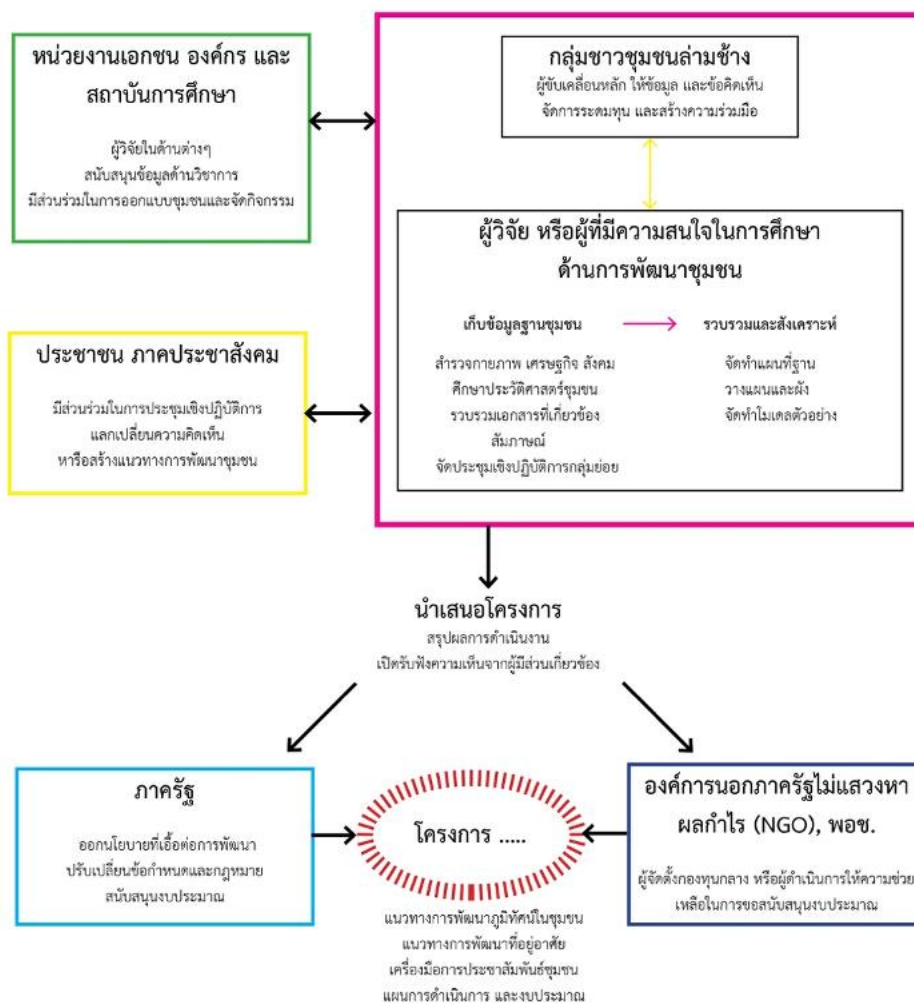 หน่วยงานเอกชน องค์กร และ
สถาบันการศึกษา
ผู้วิจัยในด้านต่างๆ
สนับสนุนข้อมูลด้านวิชาการ
มีส่วนร่วมในการออกแบบชุมชนและจัดกิจกรรม
กลุ่มชาวชุมชนล่ามช้าง
ผู้ขับเคลื่อนหลัก ให้ข้อมูล และข้อคิดเห็น
จัดการระดมทุน และสร้างความร่วมมือ
ผู้วิจัย หรือผู้ที่มีความสนใจในการศึกษา
ด้านการพัฒนาชุมชน
เก็บข้อมูลฐานชุมชน
สำรวจกายภาพ เศรษฐกิจ สังคม
ศึกษาประวัติศาสตร์ชุมชน
รวบรวมเอกสารที่เกี่ยวข้อง
สัมภาษณ์
จัดประชุมเชิงปฏิบัติการกลุ่มย่อย
รวบรวมและสังเคราะห์
จัดทำแผนที่ฐาน
วางแผนและผัง
จัดทำโมเดลตัวอย่าง
ประชาชน ภาคประชาสังคม
มีส่วนร่วมในการประชุมเชิงปฏิบัติการ
แลกเปลี่ยนความคิดเห็น
หารือสร้างแนวทางการพัฒนาชุมชน
นำเสนอโครงการ
สรุปผลการดำเนินงาน
เปิดรับฟังความเห็นจากผู้มีส่วนเกี่ยวข้อง
ภาครัฐ
ออกนโยบายที่เอื้อต่อการพัฒนา
ปรับเปลี่ยนข้อกำหนดและกฎหมาย
สนับสนุนงบประมาณ
โครงการ .....
แนวทางการพัฒนาภูมิทัศน์ในชุมชน
แนวทางการพัฒนาที่อยู่อาศัย
เครื่องมือการประชาสัมพันธ์ชุมชน
แผนการดำเนินการ และงบประมาณ
องค์การนอกภาครัฐไม่แสวงหา
ผลกำไร (NGO), พอช.
ผู้จัดตั้งกองทุนกลาง หรือผู้ดำเนินการให้ความช่วย
เหลือในการขอสนับสนุนงบประมาณ